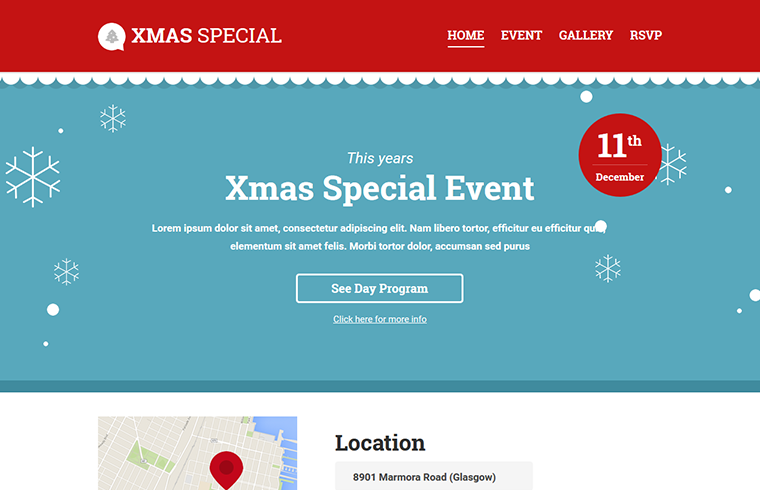 XMAS SPECIAL
HOME EVENT GALLERY RSVP
11th
December
This years
Xmas Special Event
Lorem ipsum dolor sit amet, consectetur adipiscing elit. Nam libero tortor, efficitur eu efficitur quis,
elementum sit amet felis. Morbi tortor dolor, accumsan sed purus
See Day Program
Click here for more info
Location
8901 Marmora Road (Glasgow)